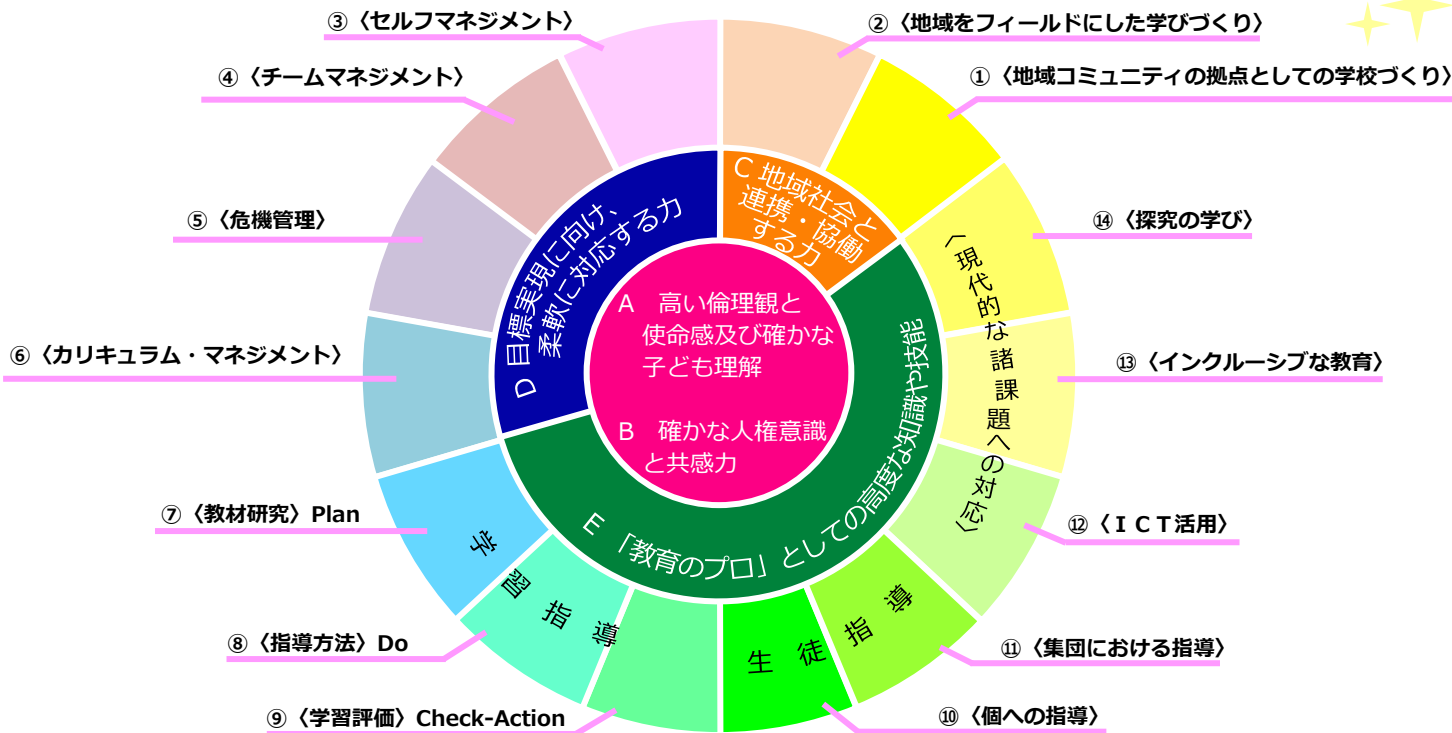 ③〈セルフマネジメント〉
②〈地域をフィールドにした学びづくり〉
④〈チームマネジメント〉
①〈地域コミュニティの拠点としての学校づくり〉
⑤〈危機管理〉
⑭〈探究の学び〉
⑥〈カリキュラム・マネジメント〉
⑬〈インクルーシブな教育〉
⑦〈教材研究〉Plan
⑫〈ＩＣＴ活用〉
⑧〈指導方法〉Do
⑪〈集団における指導〉
⑨〈学習評価〉Check-Action
⑩〈個への指導〉
C 地域社会と
連携・協働
する力
D 目標実現に向け、
柔軟に対応する力
A　高い倫理観と
使命感及び確かな
子ども理解
B　確かな人権意識
と共感力
E 「教育のプロ」としての高度な知識や技能
〈現代的な諸課題への対応〉
学習指導
生徒指導